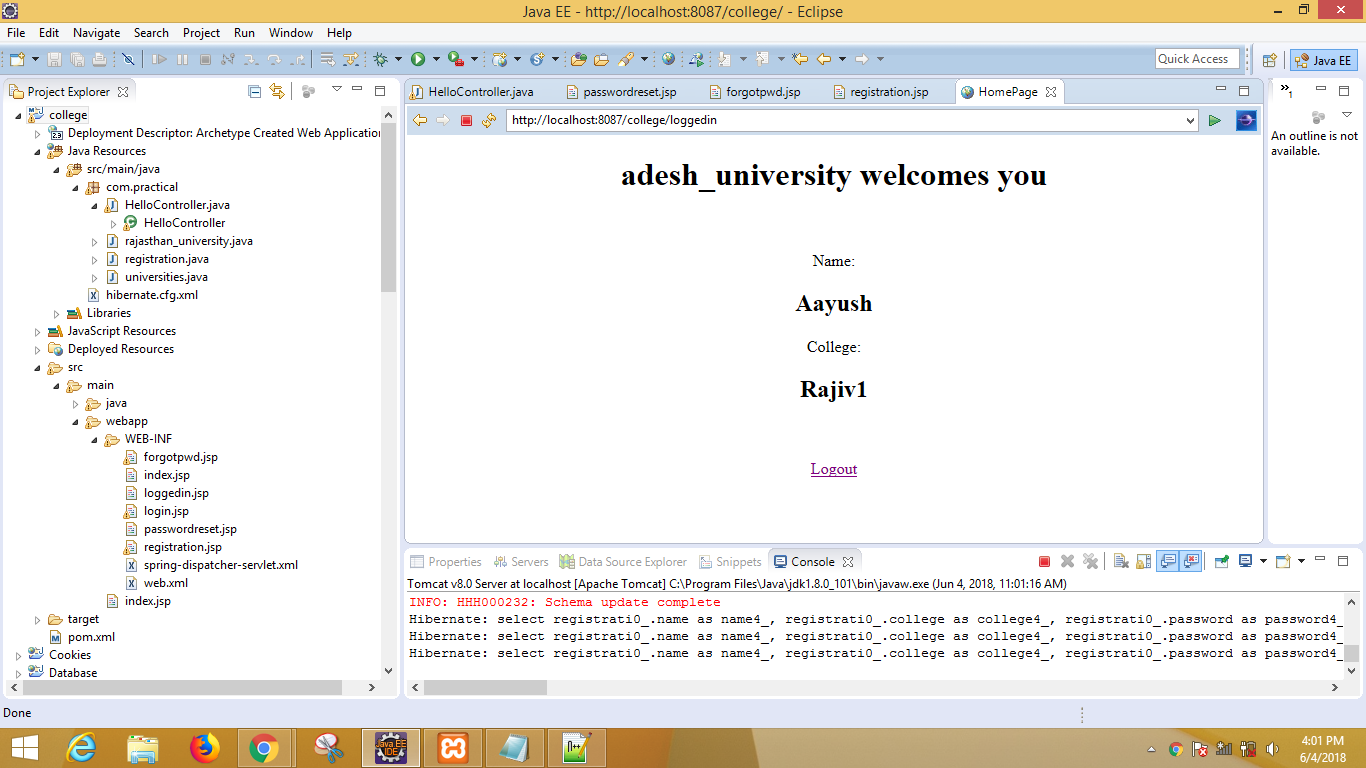 Java EE - http://localhost:8087/college/ - Eclipse
File Edit Navigate Search Project Run Window Help
Quick Access
Java EE
Project Explorer
college
Deployment Descriptor: Archetype Created Web Application
Java Resources
src/main/java
com.practical
HelloController.java
HelloController
rajasthan_university.java
registration.java
universities.java
hibernate.cfg.xml
Libraries
JavaScript Resources
Deployed Resources
src
main
java
webapp
WEB-INF
forgotpwd.jsp
index.jsp
loggedin.jsp
login.jsp
passwordreset.jsp
registration.jsp
spring-dispatcher-servlet.xml
web.xml
index.jsp
target
pom.xml
Cookies
Database
HelloController.java passwordreset.jsp forgotpwd.jsp registration.jsp HomePage
http://localhost:8087/college/loggedin
adesh_university welcomes you
Name:
Aayush
College:
Rajiv1
Logout
1
An outline is not
available.
Properties Servers Data Source Explorer Snippets Console
Tomcat v8.0 Server at localhost [Apache Tomcat] C:\Program Files\Java\jdk1.8.0_101\bin\javaw.exe (Jun 4, 2018, 11:01:16 AM)
INFO: HHH000232: Schema update complete
Hibernate: select registrati0_.name as name4_, registrati0_.college as college4_, registrati0_.password as password4_
Hibernate: select registrati0_.name as name4_, registrati0_.college as college4_, registrati0_.password as password4_
Hibernate: select registrati0_.name as name4_, registrati0_.college as college4_, registrati0_.password as password4_
Done
Java EE
IDE
4:01 PM
6/4/2018